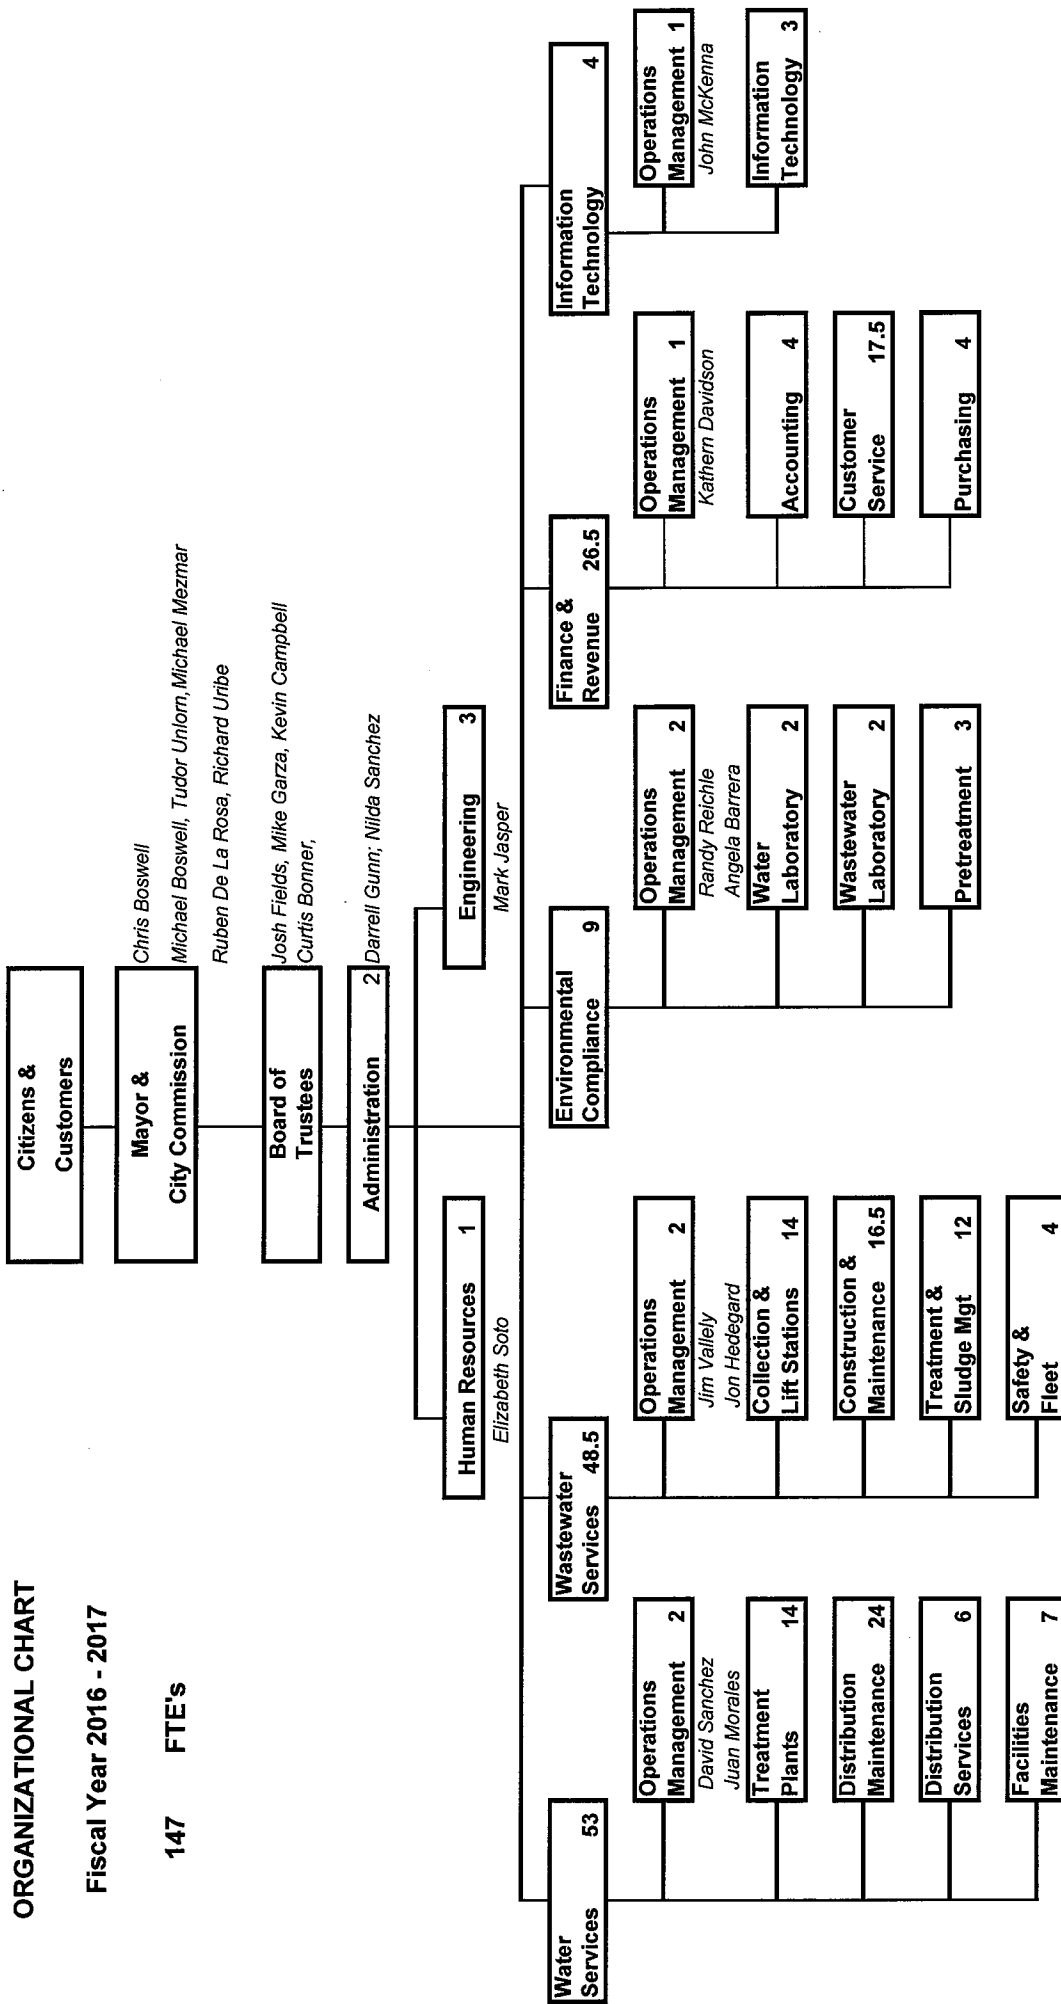 ORGANIZATIONAL CHART
Fiscal Year 2016 - 2017
147 FTE's
Citizens &
Customers
Mayor &
City Commission
Chris Boswell
Michael Boswell, Tudor Uhlorn, Michael Mezmar
Ruben De La Rosa, Richard Uribe
Board of
Trustees
Josh Fields, Mike Garza, Kevin Campbell
Curtis Bonner,
Administration 2
Darrell Gunn; Nilda Sanchez
Human Resources 1
Elizabeth Soto
Engineering 3
Mark Jasper
Water
Services 53
Operations
Management 2
David Sanchez
Juan Morales
Treatment
Plants 14
Distribution
Maintenance 24
Distribution
Services 6
Facilities
Maintenance 7
Wastewater
Services 48.5
Operations
Management 2
Jim Vallely
Jon Hedegard
Collection &
Lift Stations 14
Construction &
Maintenance 16.5
Treatment &
Sludge Mgt 12
Safety &
Fleet 4
Environmental
Compliance 9
Operations
Management 2
Randy Reichle
Angela Barrera
Water
Laboratory 2
Wastewater
Laboratory 2
Pretreatment 3
Finance &
Revenue 26.5
Operations
Management 1
Kathern Davidson
Accounting 4
Customer
Service 17.5
Purchasing 4
Information
Technology 4
Operations
Management 1
John McKenna
Information
Technology 3